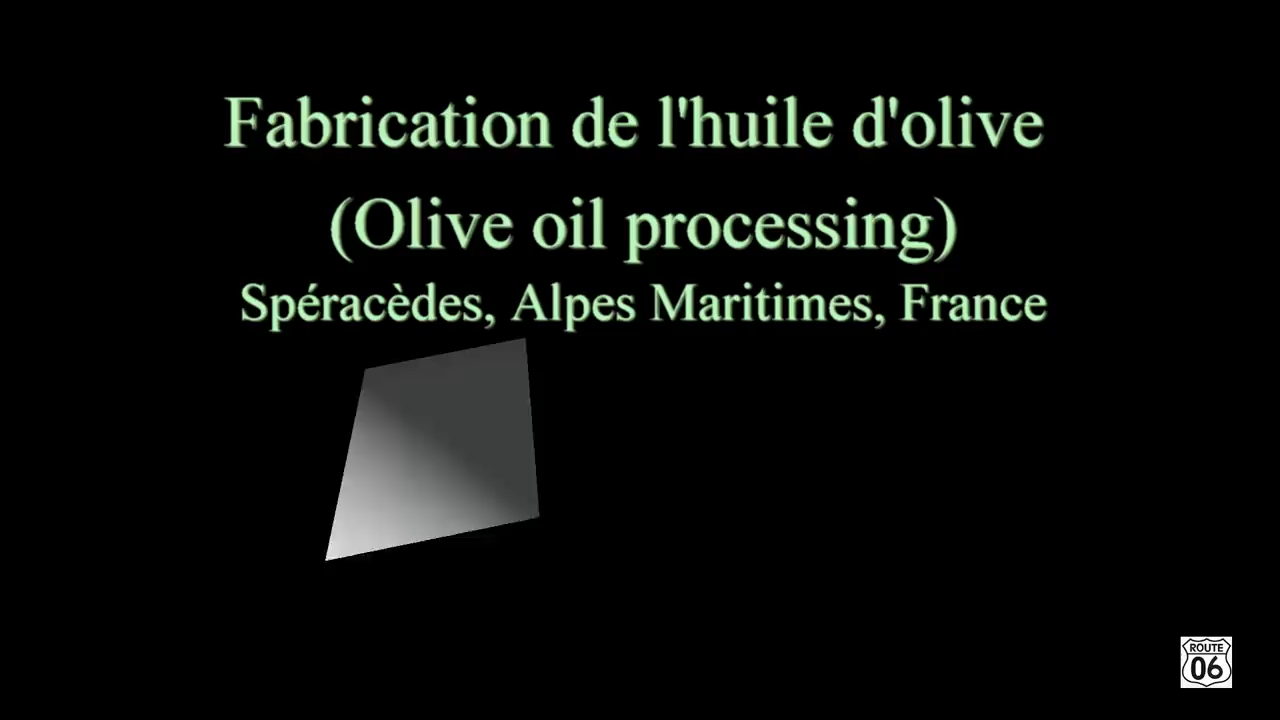 Fabrication de l'huile d'olive
(Olive oil processing)
Spéracèdes, Alpes Maritimes, France
ROUTE
06